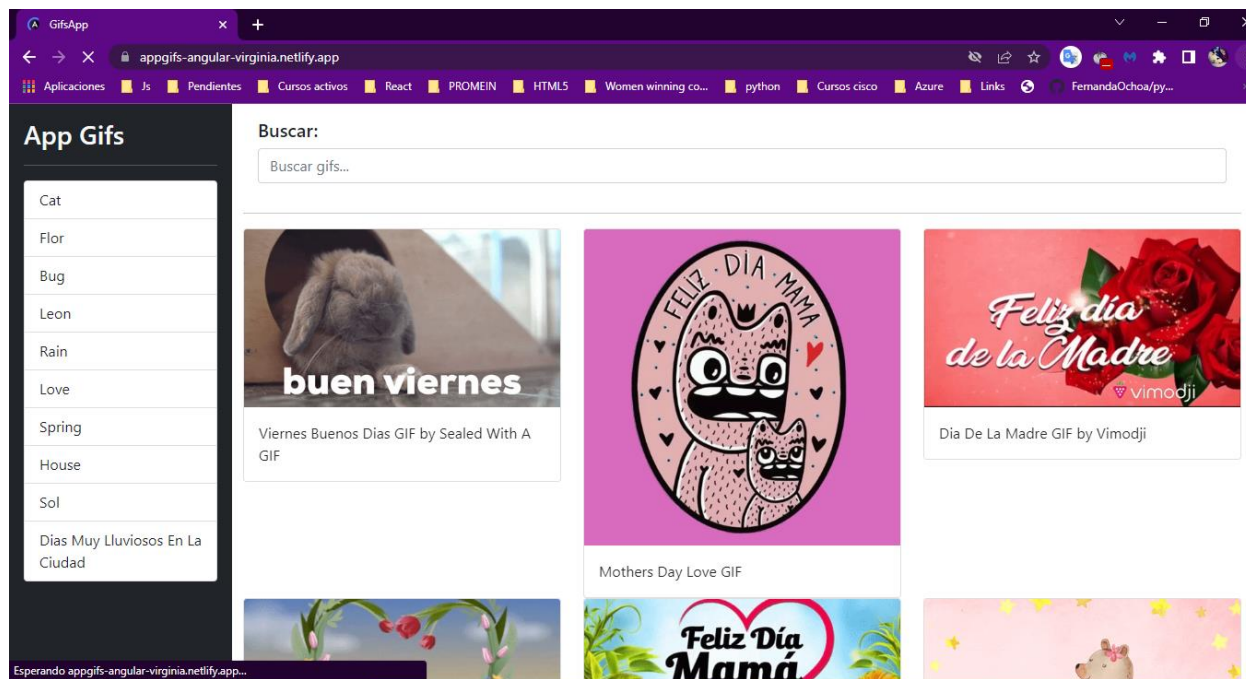 GifsApp
appgifs-angular-virginia.netlify.app
Aplicaciones Js Pendientes Cursos activos React PROMEIN HTML5 Women winning co... python Cursos cisco Azure Links FernandaOchoa/py...
App Gifs
Cat
Flor
Bug
Leon
Rain
Love
Spring
House
Sol
Dias Muy Lluviosos En La
Ciudad
Buscar:
Buscar gifs...
buen viernes
Viernes Buenos Dias GIF by Sealed With A
GIF
FELIZ DIA MAMA
Mothers Day Love GIF
Feliz día
de la Madre
vimodji
Dia De La Madre GIF by Vimodji
Feliz Día
Mamá
Esperando appgifs-angular-virginia.netlify.app...